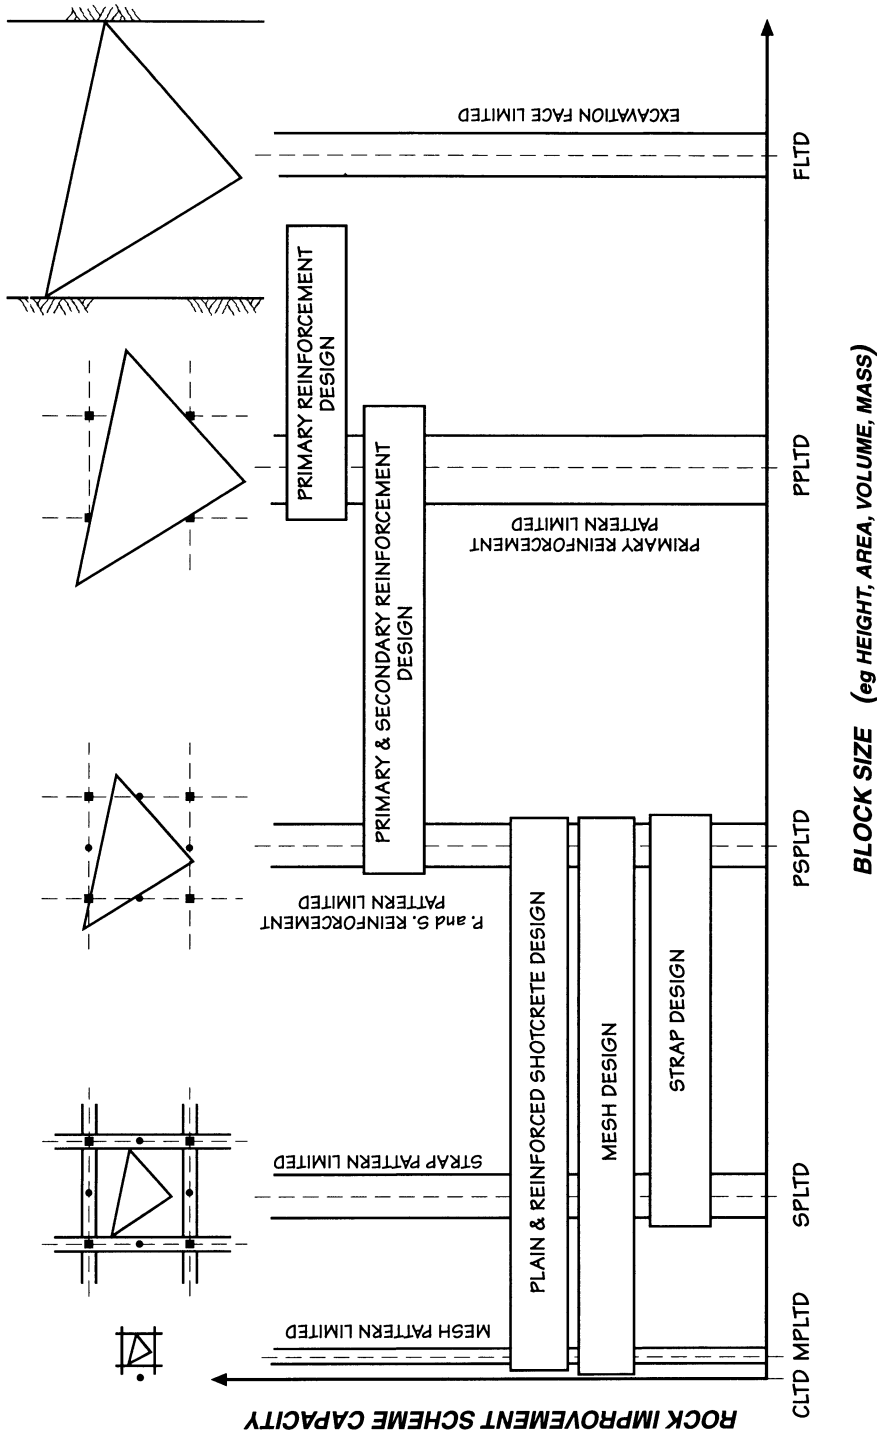 ROCK IMPROVEMENT SCHEME CAPACITY
EXCAVATION FACE LIMITED
PRIMARY REINFORCEMENT
DESIGN
PRIMARY & SECONDARY REINFORCEMENT
DESIGN
PRIMARY REINFORCEMENT
PATTERN LIMITED
P. and S. REINFORCEMENT
PATTERN LIMITED
PLAIN & REINFORCED SHOTCRETE DESIGN
MESH DESIGN
STRAP DESIGN
STRAP PATTERN LIMITED
MESH PATTERN LIMITED
CLTD MPLTD SPLTD PSPLTD PPLTD FLTD
BLOCK SIZE (eg HEIGHT, AREA, VOLUME, MASS)